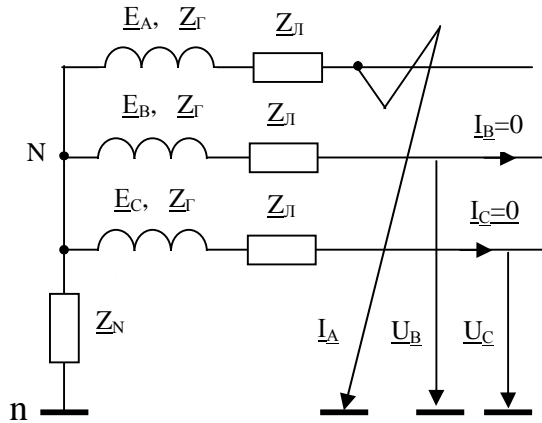 E_A, Z_Г
Z_Л
E_B, Z_Г
Z_Л
I_B=0
N
E_C, Z_Г
Z_Л
I_C=0
Z_N
I_A
U_B
U_C
n